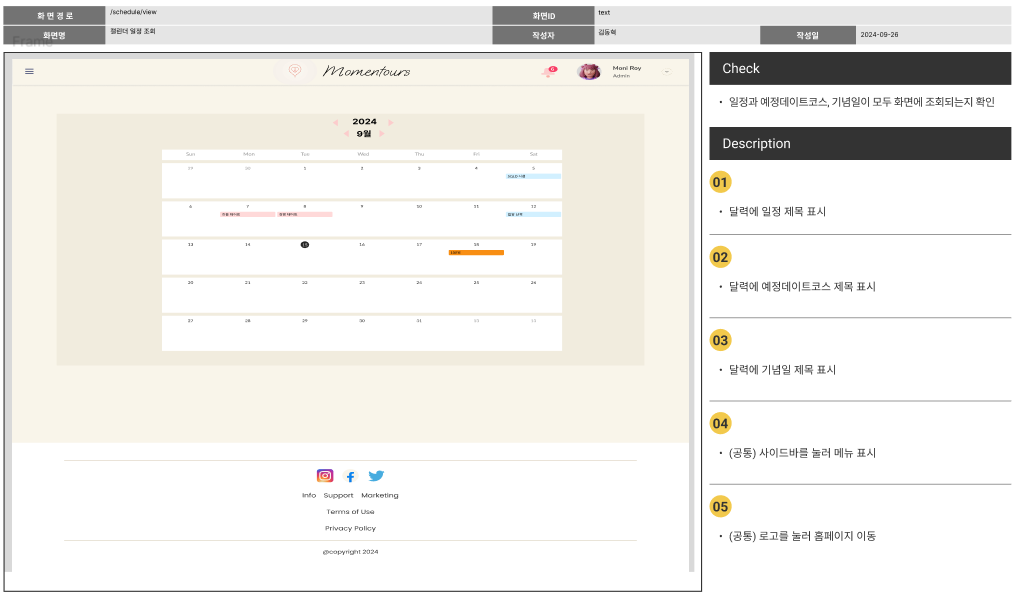 화 면 경 로 /schedule/view 화면ID text
화면명 캘린더 일정 조회 작성자 김동혁 작성일 2024-09-26
Frame
Momentours
6
Moni Roy
Admin
2024
9월
Sun Mon Tue Wed Thu Fri Sat
29 30 1 2 3 4 5
6 7 8 9 10 11 12
13 14 15 16 17 18 19
20 21 22 23 24 25 26
27 28 29 30 31
Info Support Marketing
Terms of Use
Privacy Policy
@copyright 2024
Check
• 일정과 예정데이트코스, 기념일이 모두 화면에 조회되는지 확인
Description
01
• 달력에 일정 제목 표시
02
• 달력에 예정데이트코스 제목 표시
03
• 달력에 기념일 제목 표시
04
• (공통) 사이드바를 눌러 메뉴 표시
05
• (공통) 로고를 눌러 홈페이지 이동